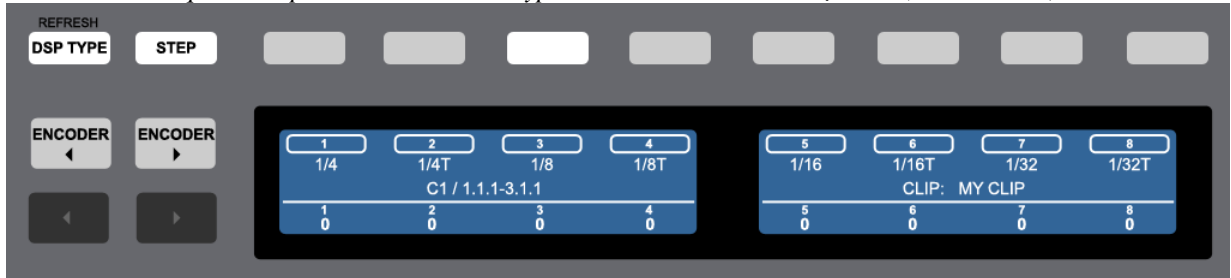 REFRESH
DSP TYPE STEP
ENCODER ENCODER
1 2 3 4 5 6 7 8
1/4 1/4T 1/8 1/8T 1/16 1/16T 1/32 1/32T
C1 / 1.1.1-3.1.1 CLIP: MY CLIP
1 2 3 4 5 6 7 8
0 0 0 0 0 0 0 0